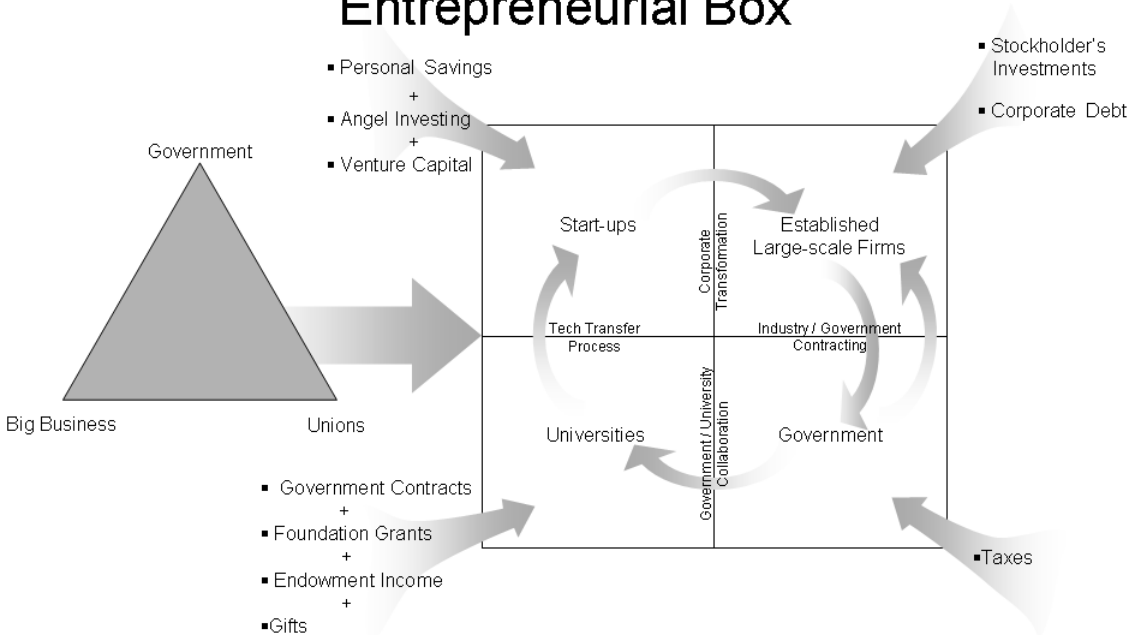 Entrepreneurial Box
▪ Personal Savings
+
▪ Angel Investing
+
▪ Venture Capital
▪ Stockholder's
Investments
▪ Corporate Debt
Government
Big Business
Unions
Start-ups
Established
Large-scale Firms
Corporate
Transformation
Tech Transfer
Process
Industry / Government
Contracting
Universities
Government
Government / University
Collaboration
▪ Government Contracts
+
▪ Foundation Grants
+
▪ Endowment Income
+
▪Gifts
▪Taxes